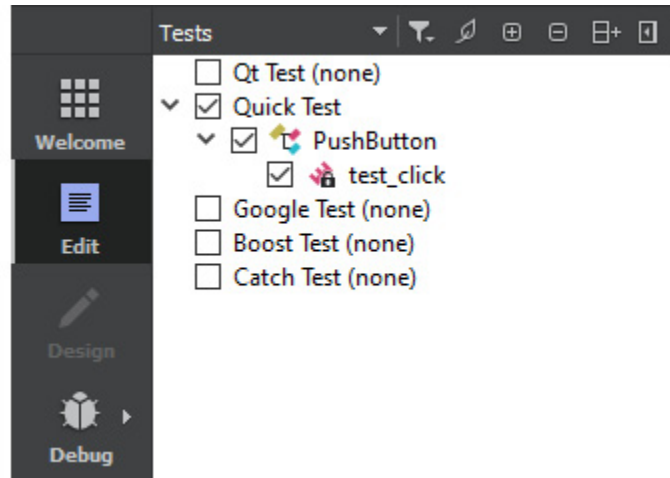 Tests
Qt Test (none)
Quick Test
PushButton
test_click
Google Test (none)
Boost Test (none)
Catch Test (none)
Welcome
Edit
Design
Debug